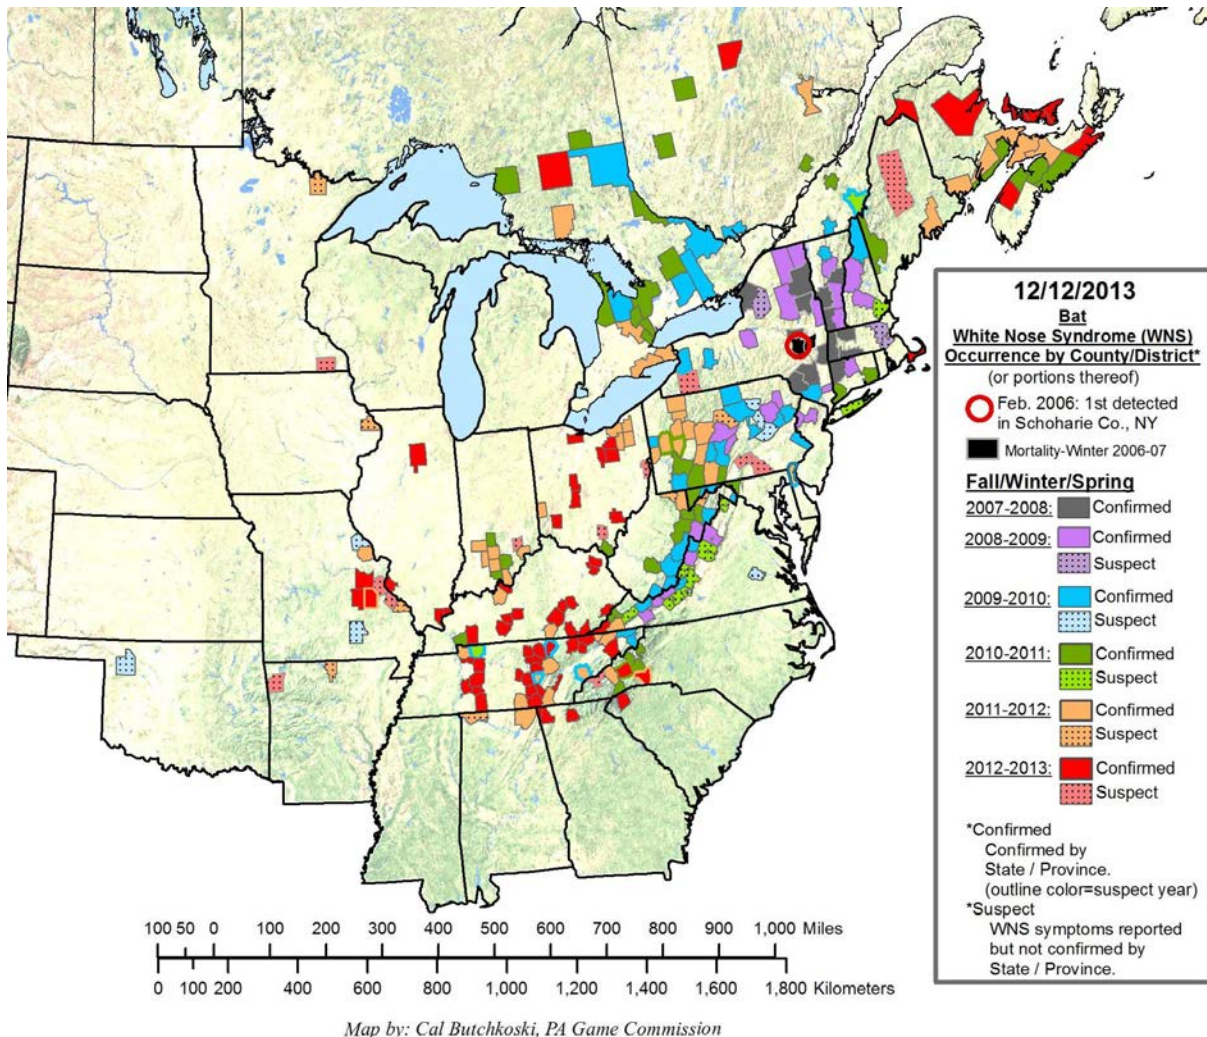 12/12/2013
Bat
White Nose Syndrome (WNS)
Occurrence by County/District*
(or portions thereof)
Feb. 2006: 1st detected
in Schoharie Co., NY
Mortality-Winter 2006-07
Fall/Winter/Spring
2007-2008: Confirmed
2008-2009: Confirmed
Suspect
2009-2010: Confirmed
Suspect
2010-2011: Confirmed
Suspect
2011-2012: Confirmed
Suspect
2012-2013: Confirmed
Suspect
*Confirmed
Confirmed by
State / Province.
(outline color=suspect year)
*Suspect
WNS symptoms reported
but not confirmed by
State / Province.
100 50 0 100 200 300 400 500 600 700 800 900 1,000 Miles
0 100 200 400 600 800 1,000 1,200 1,400 1,600 1,800 Kilometers
Map by: Cal Butchkoski, PA Game Commission